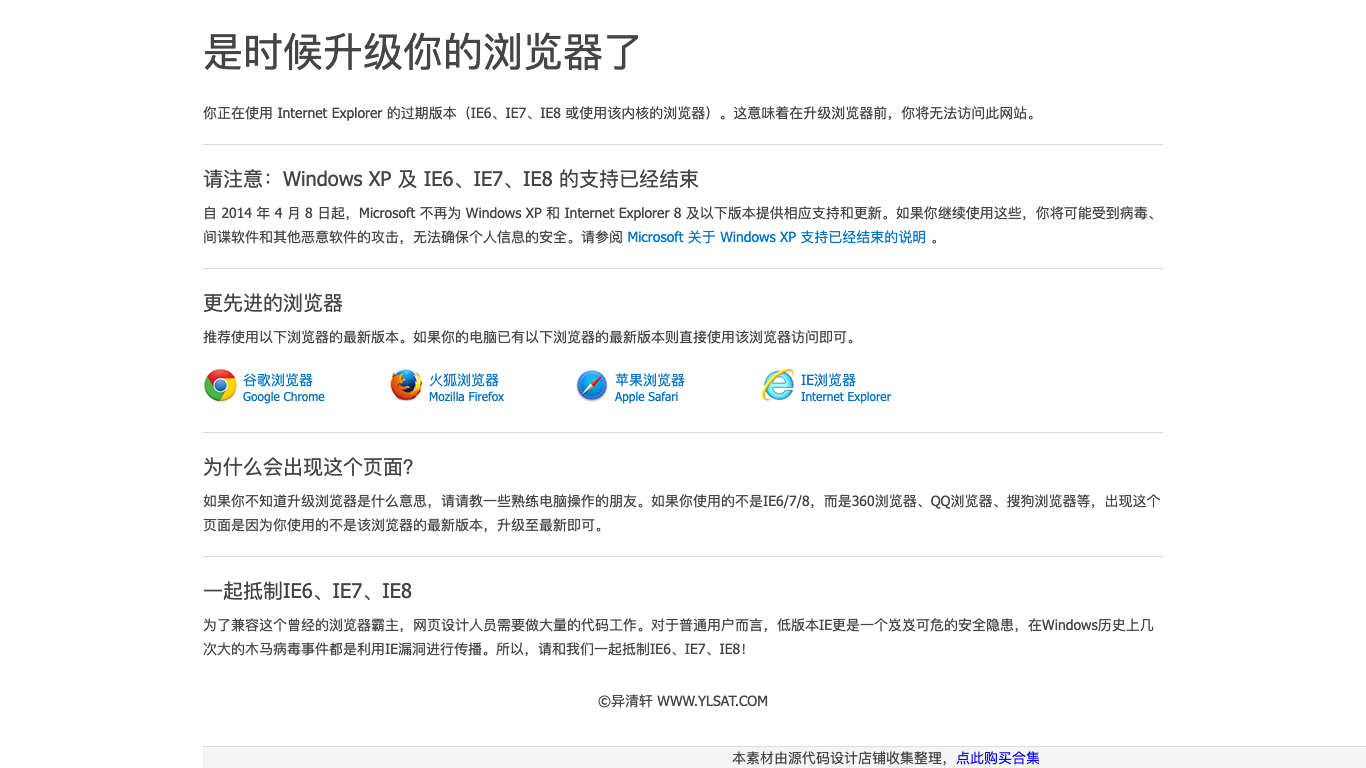 是时候升级你的浏览器了
你正在使用 Internet Explorer 的过期版本（IE6、IE7、IE8 或使用该内核的浏览器）。这意味着在升级浏览器前，你将无法访问此网站。
请注意：Windows XP 及 IE6、IE7、IE8 的支持已经结束
自 2014 年 4 月 8 日起，Microsoft 不再为 Windows XP 和 Internet Explorer 8 及以下版本提供相应支持和更新。如果你继续使用这些，你将可能受到病毒、
间谍软件和其他恶意软件的攻击，无法确保个人信息的安全。请参阅 Microsoft 关于 Windows XP 支持已经结束的说明 。
更先进的浏览器
推荐使用以下浏览器的最新版本。如果你的电脑已有以下浏览器的最新版本则直接使用该浏览器访问即可。
谷歌浏览器
Google Chrome
火狐浏览器
Mozilla Firefox
苹果浏览器
Apple Safari
IE浏览器
Internet Explorer
为什么会出现这个页面?
如果你不知道升级浏览器是什么意思，请请教一些熟练电脑操作的朋友。如果你使用的不是IE6/7/8，而是360浏览器、QQ浏览器、搜狗浏览器等，出现这个
页面是因为你使用的不是该浏览器的最新版本，升级至最新即可。
一起抵制IE6、IE7、IE8
为了兼容这个曾经的浏览器霸主，网页设计人员需要做大量的代码工作。对于普通用户而言，低版本IE更是一个岌岌可危的安全隐患，在Windows历史上几
次大的木马病毒事件都是利用IE漏洞进行传播。所以，请和我们一起抵制IE6、IE7、IE8！
©异清轩 WWW.YLSAT.COM
本素材由源代码设计店铺收集整理，点此购买合集